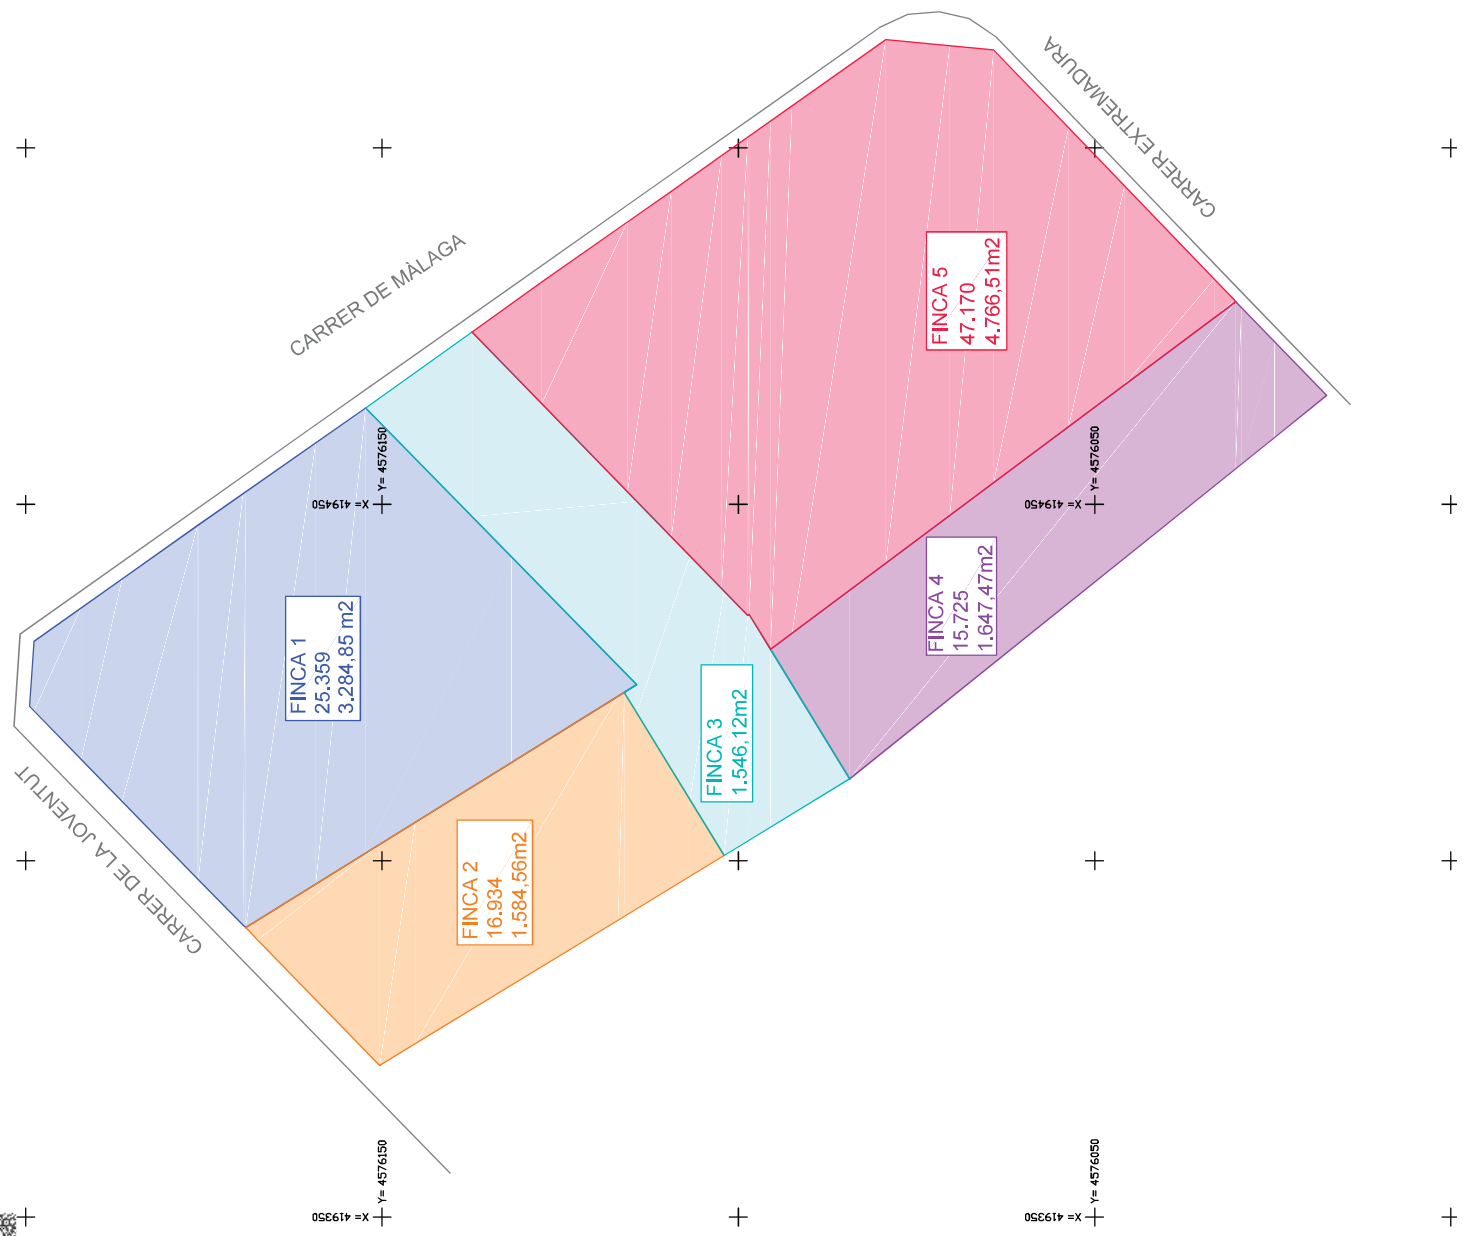 CARRER EXTREMADURA
CARRER DE MÀLAGA
FINCA 5
47.170
4.766,51m2
X= 419450
Y= 4576150
X= 419450
Y= 4576050
FINCA 1
25.359
3.284,85 m2
FINCA 4
15.725
1.647,47m2
FINCA 3
1.546,12m2
CARRER DE LA JOVENTUT
FINCA 2
16.934
1.584,56m2
X= 419350
Y= 4576150
X= 419350
Y= 4576050